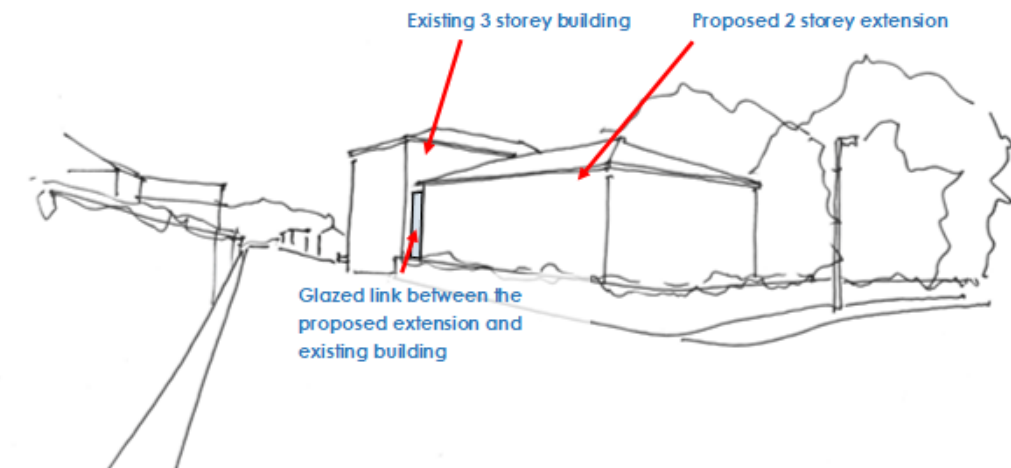 Existing 3 storey building
Proposed 2 storey extension
Glazed link between the
proposed extension and
existing building